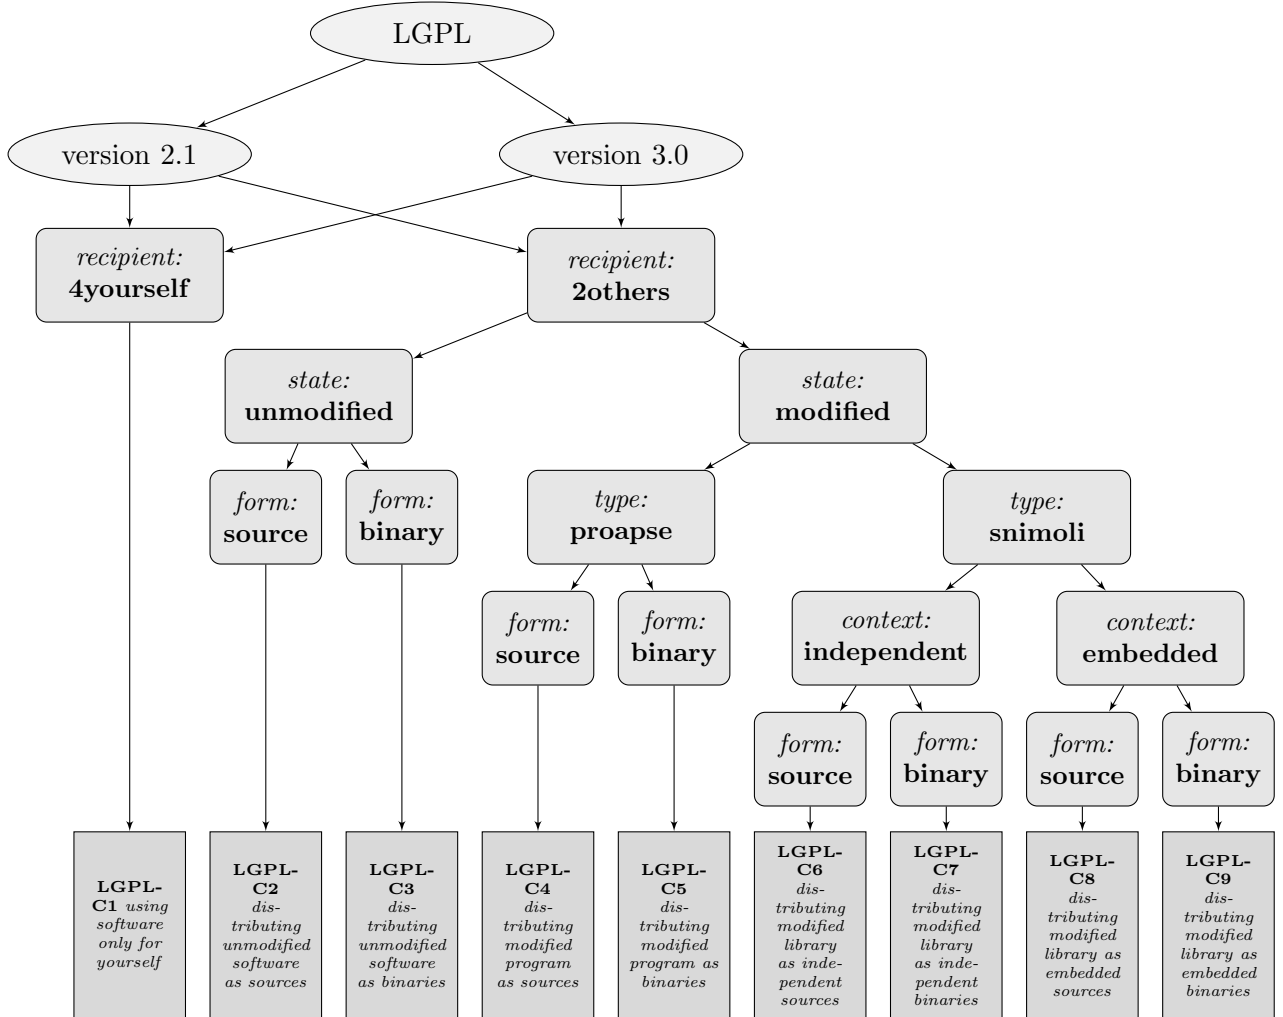 LGPL
version 2.1
version 3.0
recipient:
4yourself
recipient:
2others
state:
unmodified
state:
modified
form:
source
form:
binary
type:
proapse
type:
snimoli
form:
source
form:
binary
context:
independent
context:
embedded
form:
source
form:
binary
form:
source
form:
binary
LGPL-
C1 using
software
only for
yourself
LGPL-
C2
dis-
tributing
unmodified
software
as sources
LGPL-
C3
dis-
tributing
unmodified
software
as binaries
LGPL-
C4
dis-
tributing
modified
program
as sources
LGPL-
C5
dis-
tributing
modified
program as
binaries
LGPL-
C6
dis-
tributing
modified
library
as inde-
pendent
sources
LGPL-
C7
dis-
tributing
modified
library
as inde-
pendent
binaries
LGPL-
C8
dis-
tributing
modified
library as
embedded
sources
LGPL-
C9
dis-
tributing
modified
library as
embedded
binaries